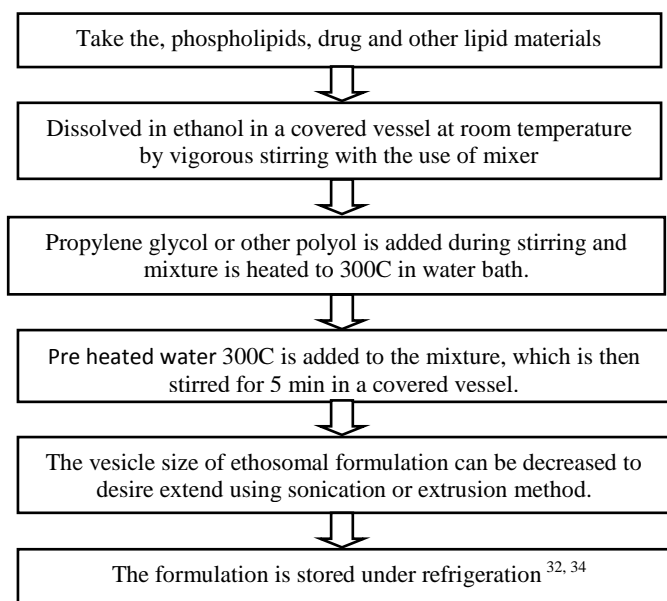 Take the, phospholipids, drug and other lipid materials
Dissolved in ethanol in a covered vessel at room temperature
by vigorous stirring with the use of mixer
Propylene glycol or other polyol is added during stirring and
mixture is heated to 300C in water bath.
Pre heated water 300C is added to the mixture, which is then
stirred for 5 min in a covered vessel.
The vesicle size of ethosomal formulation can be decreased to
desire extend using sonication or extrusion method.
The formulation is stored under refrigeration 32, 34